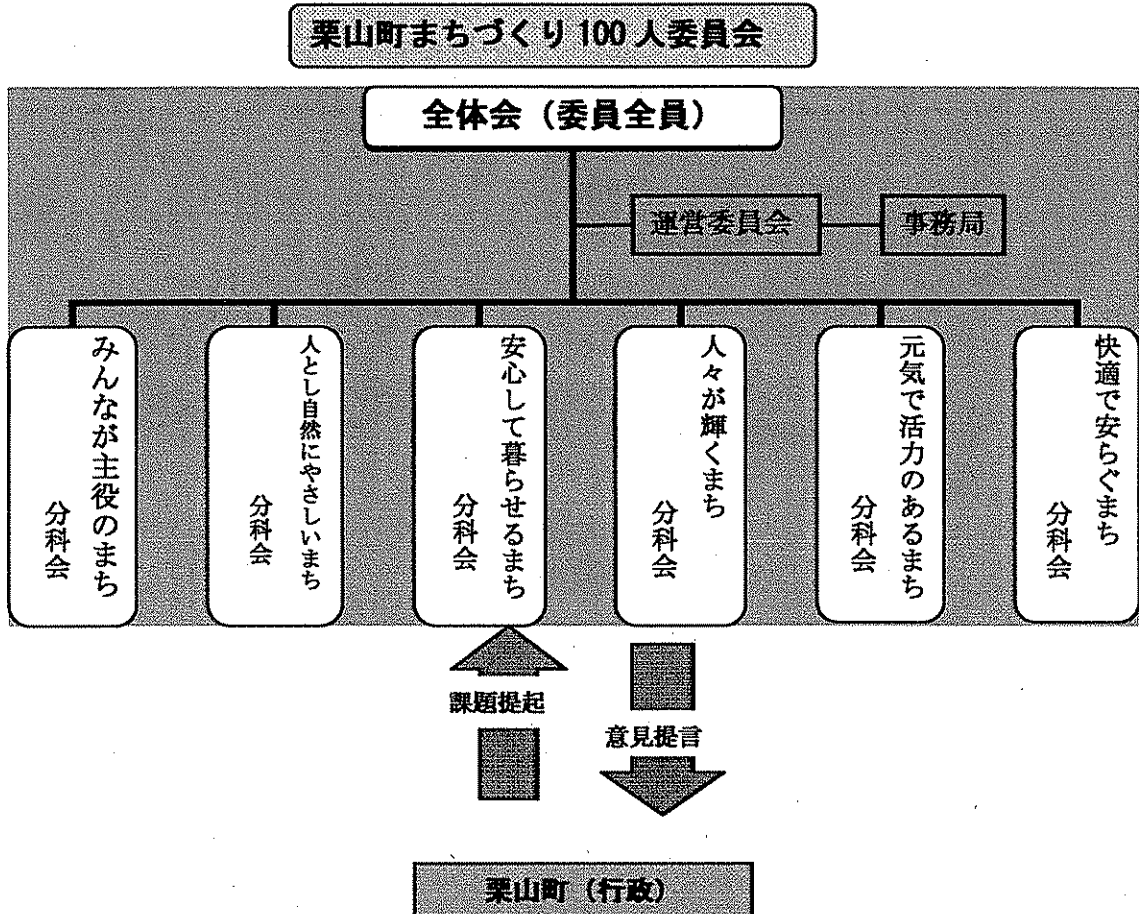 栗山町まちづくり100人委員会
全体会（委員全員）
運営委員会
事務局
みんなが主役のまち
分科会
人とし自然にやさしいまち
分科会
安心して暮らせるまち
分科会
人々が輝くまち
分科会
元気で活力のあるまち
分科会
快適で安らぐまち
分科会
課題提起
意見提言
栗山町（行政）